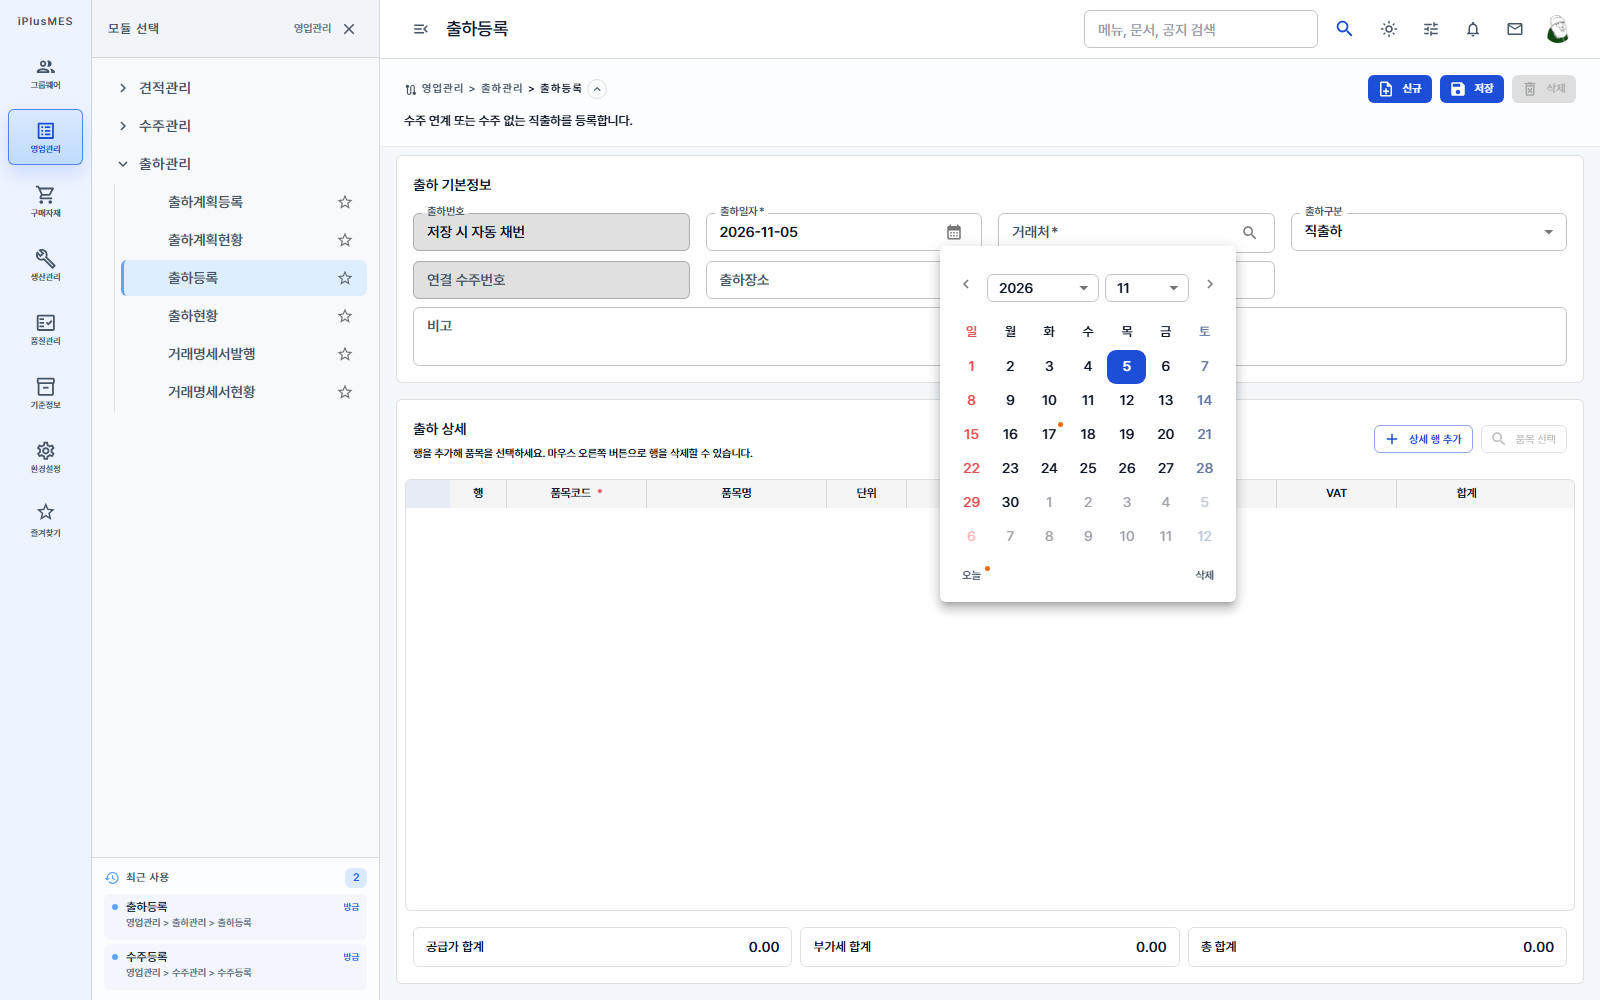 iPlusMES
그룹웨어
영업관리
구매자재
생산관리
품질관리
기준정보
환경설정
즐겨찾기
모듈 선택
영업관리
견적관리
수주관리
출하관리
출하계획등록
출하계획현황
출하등록
출하현황
거래명세서발행
거래명세서현황
최근 사용
2
출하등록
방금
영업관리 > 출하관리 > 출하등록
수주등록
방금
영업관리 > 수주관리 > 수주등록
출하등록
메뉴, 문서, 공지 검색
영업관리 > 출하관리 > 출하등록
신규
저장
삭제
수주 연계 또는 수주 없는 직출하를 등록합니다.
출하 기본정보
출하번호
저장 시 자동 채번
출하일자 *
2026-11-05
거래처 *
출하구분
직출하
연결 수주번호
출하장소
비고
2026
11
일 월 화 수 목 금 토
1 2 3 4 5 6 7
8 9 10 11 12 13 14
15 16 17 18 19 20 21
22 23 24 25 26 27 28
29 30 1 2 3 4 5
6 7 8 9 10 11 12
오늘
삭제
출하 상세
행을 추가해 품목을 선택하세요. 마우스 오른쪽 버튼으로 행을 삭제할 수 있습니다.
상세 행 추가
품목 선택
행 품목코드 * 품목명 단위 VAT 합계
공급가 합계 0.00
부가세 합계 0.00
총 합계 0.00